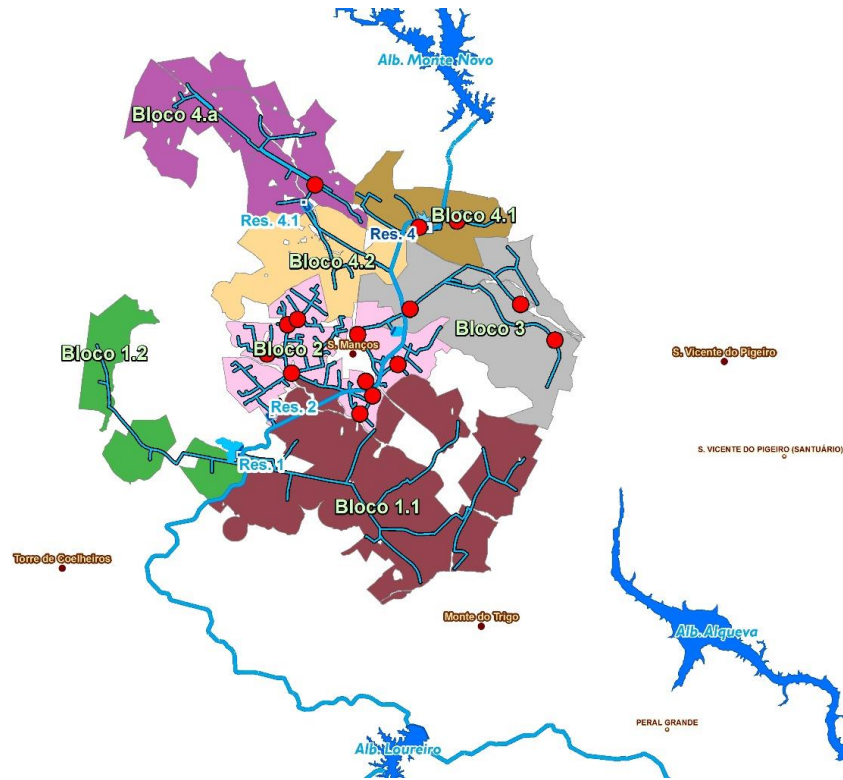 Alb. Monte Novo
Bloco 4.a
Res. 4.1
Res. 4
Bloco 4.1
Bloco 4.2
Bloco 3
Bloco 2
S. Manços
Bloco 1.2
S. Vicente do Pigeiro
Res. 2
S. VICENTE DO PIGEIRO (SANTUÁRIO)
Res. 1
Bloco 1.1
Torre de Coelheiros
Monte do Trigo
Alb. Alqueva
PERAL GRANDE
Alb. Loureiro